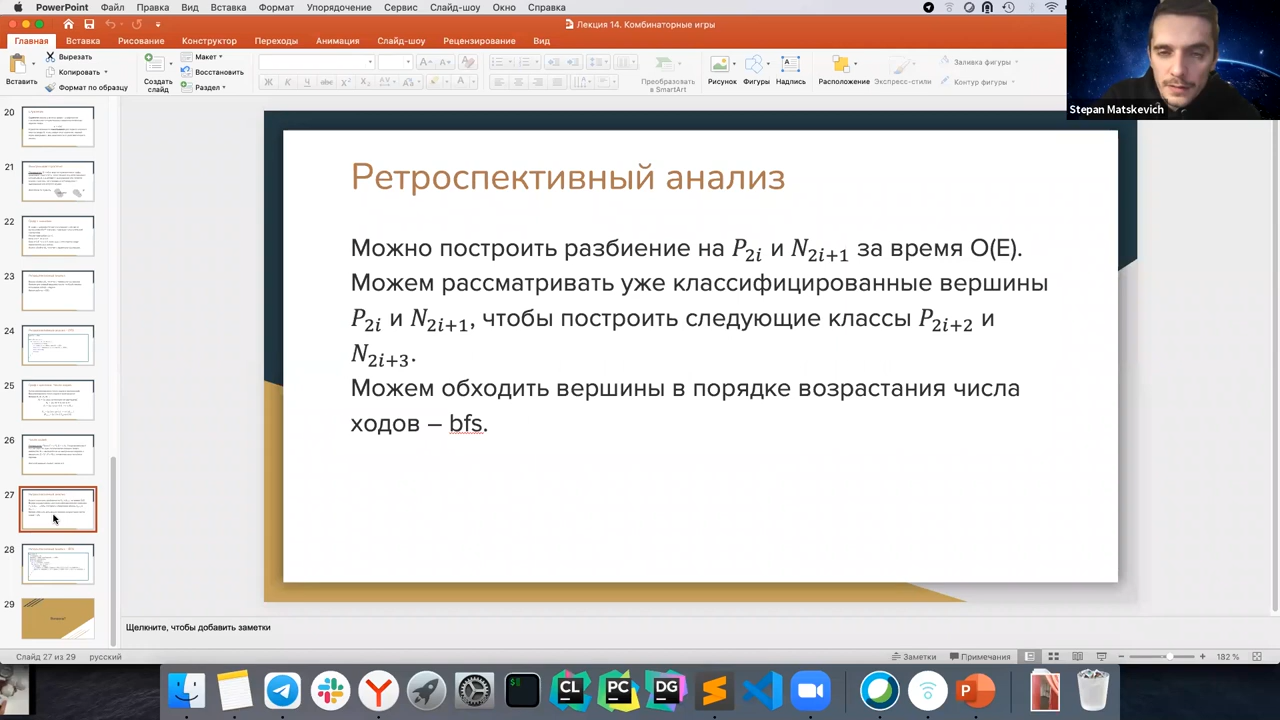 PowerPoint Файл Правка Вид Вставка Формат Упорядочение Сервис Слайд-шоу Окно Справка
Лекция 14. Комбинаторные игры
Главная Вставка Рисование Конструктор Переходы Анимация Слайд-шоу Рецензирование Вид
Вставить
Вырезать
Копировать
Формат по образцу
Создать слайд
Макет
Восстановить
Раздел
Преобразовать в SmartArt
Рисунок
Фигуры
Надпись
Расположение
Экспресс-стили
Заливка фигуры
Контур фигуры
Stepan Matskevich
20
21
22
23
24
25
26
27
28
29
Ретроспективный анализ
Можно построить разбиение на P2i и N2i+1 за время O(E).
Можем рассматривать уже классифицированные вершины
P2i и N2i+1, чтобы построить следующие классы P2i+2 и
N2i+3.
Можем обходить вершины в порядке возрастания числа
ходов – bfs.
Щелкните, чтобы добавить заметки
Слайд 27 из 29 русский Заметки Примечания 182 %
CL PC DG